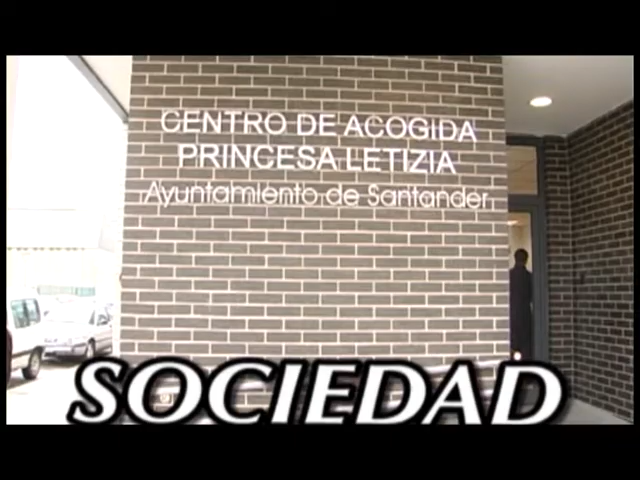 CENTRO DE ACOGIDA
PRINCESA LETIZIA
Ayuntamiento de Santander
SOCIEDAD